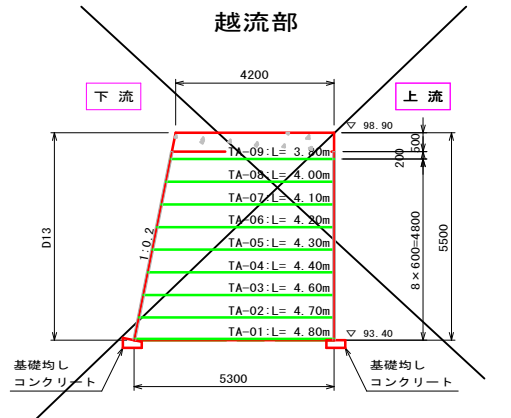 越流部
4200
下 流
上 流
98.90
500
200
TA-09:L= 3.80m
TA-08:L= 4.00m
TA-07:L= 4.10m
TA-06:L= 4.20m
TA-05:L= 4.30m
TA-04:L= 4.40m
TA-03:L= 4.60m
TA-02:L= 4.70m
TA-01:L= 4.80m
D13
1:0.2
8×600=4800
5500
93.40
基礎均し
コンクリート
基礎均し
コンクリート
5300